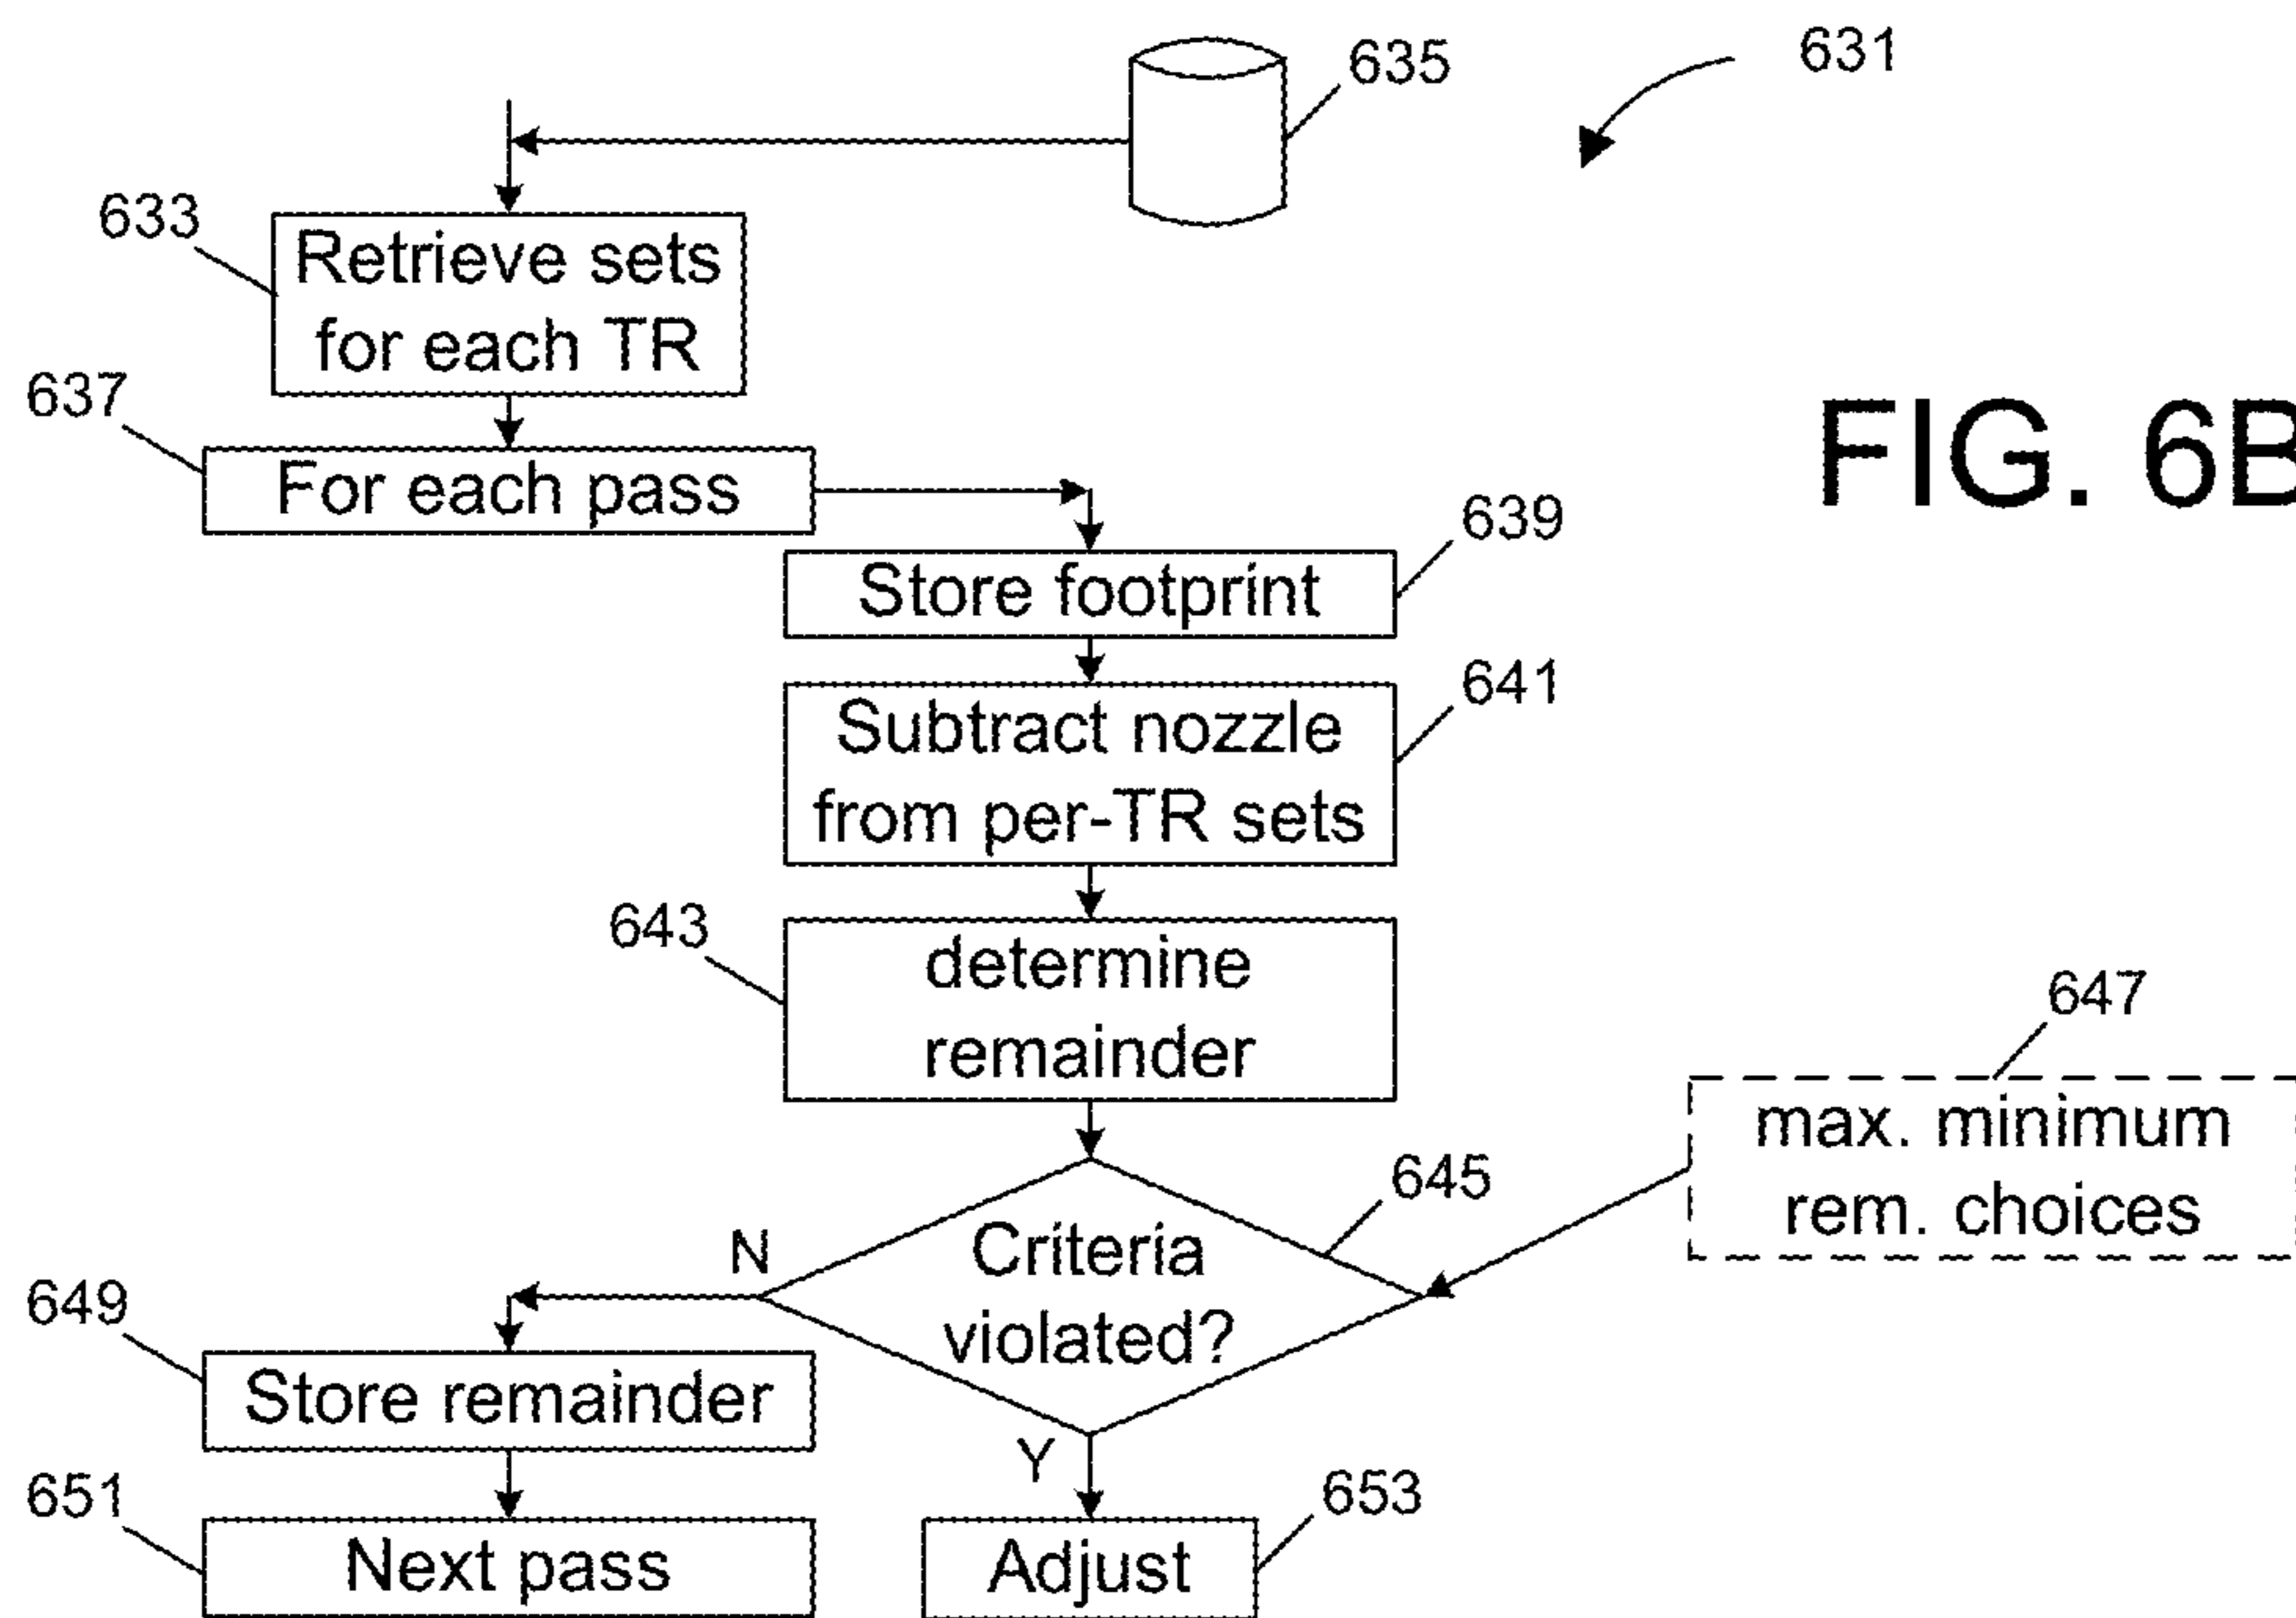 635
631
633
Retrieve sets
for each TR
637
For each pass
FIG. 6B
639
Store footprint
641
Subtract nozzle
from per-TR sets
643
determine
remainder
647
max. minimum
rem. choices
645
Criteria
violated?
N
649
Store remainder
Y
651
Next pass
653
Adjust